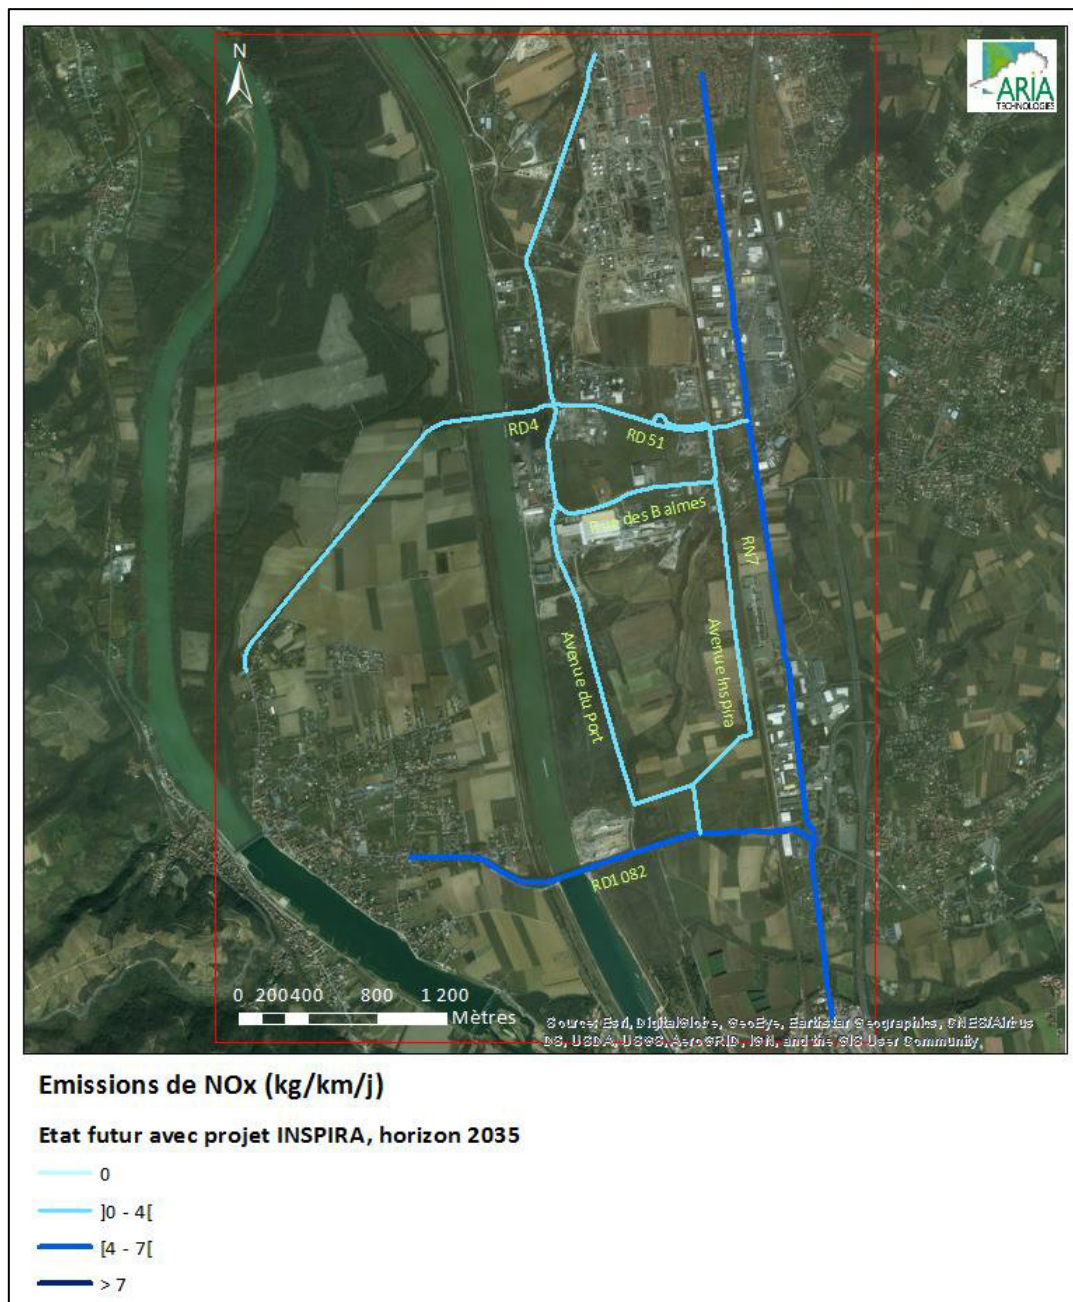 N
ARIA
TECHNOLOGIES
RD4
RD 51
Rue des Balmes
RN7
Avenue du Port
Avenue Inspira
RD1082
0 200400 800 1 200
Mètres
Source: Esri, DigitalGlobe, GeoEye, Earthstar Geographics, CNES/Airbus
DS, USDA, USGS, AeroGRID, IGN, and the GIS User Community
Emissions de NOx (kg/km/j)
Etat futur avec projet INSPIRA, horizon 2035
0
]0 - 4[
[4 - 7[
> 7